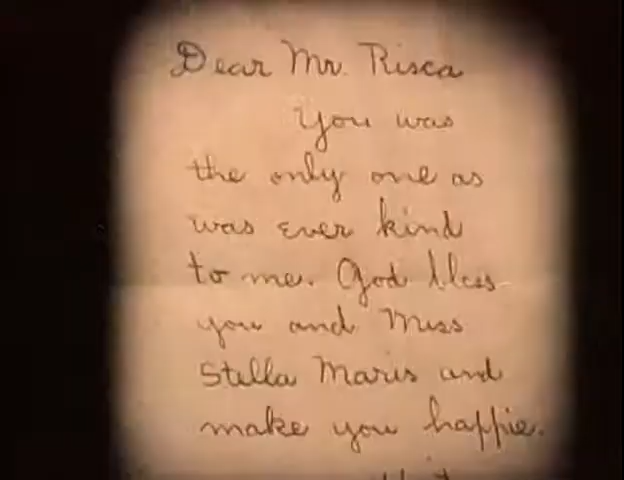 Dear Mr. Risca
You was
the only one as
was ever kind
to me. God bless
you and Miss
Stella Maris and
make you happie.